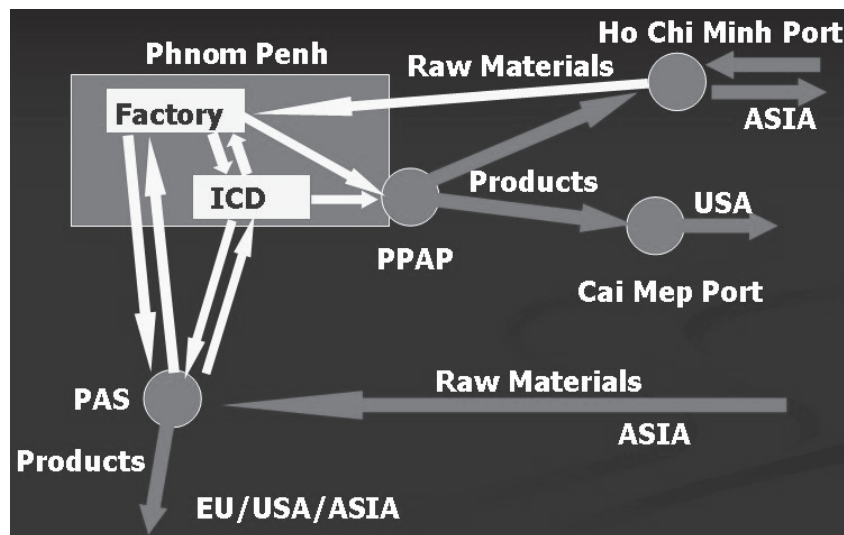 Ho Chi Minh Port
Phnom Penh
Raw Materials
Factory
ASIA
ICD
Products
USA
PPAP
Cai Mep Port
Raw Materials
PAS
ASIA
Products
EU/USA/ASIA